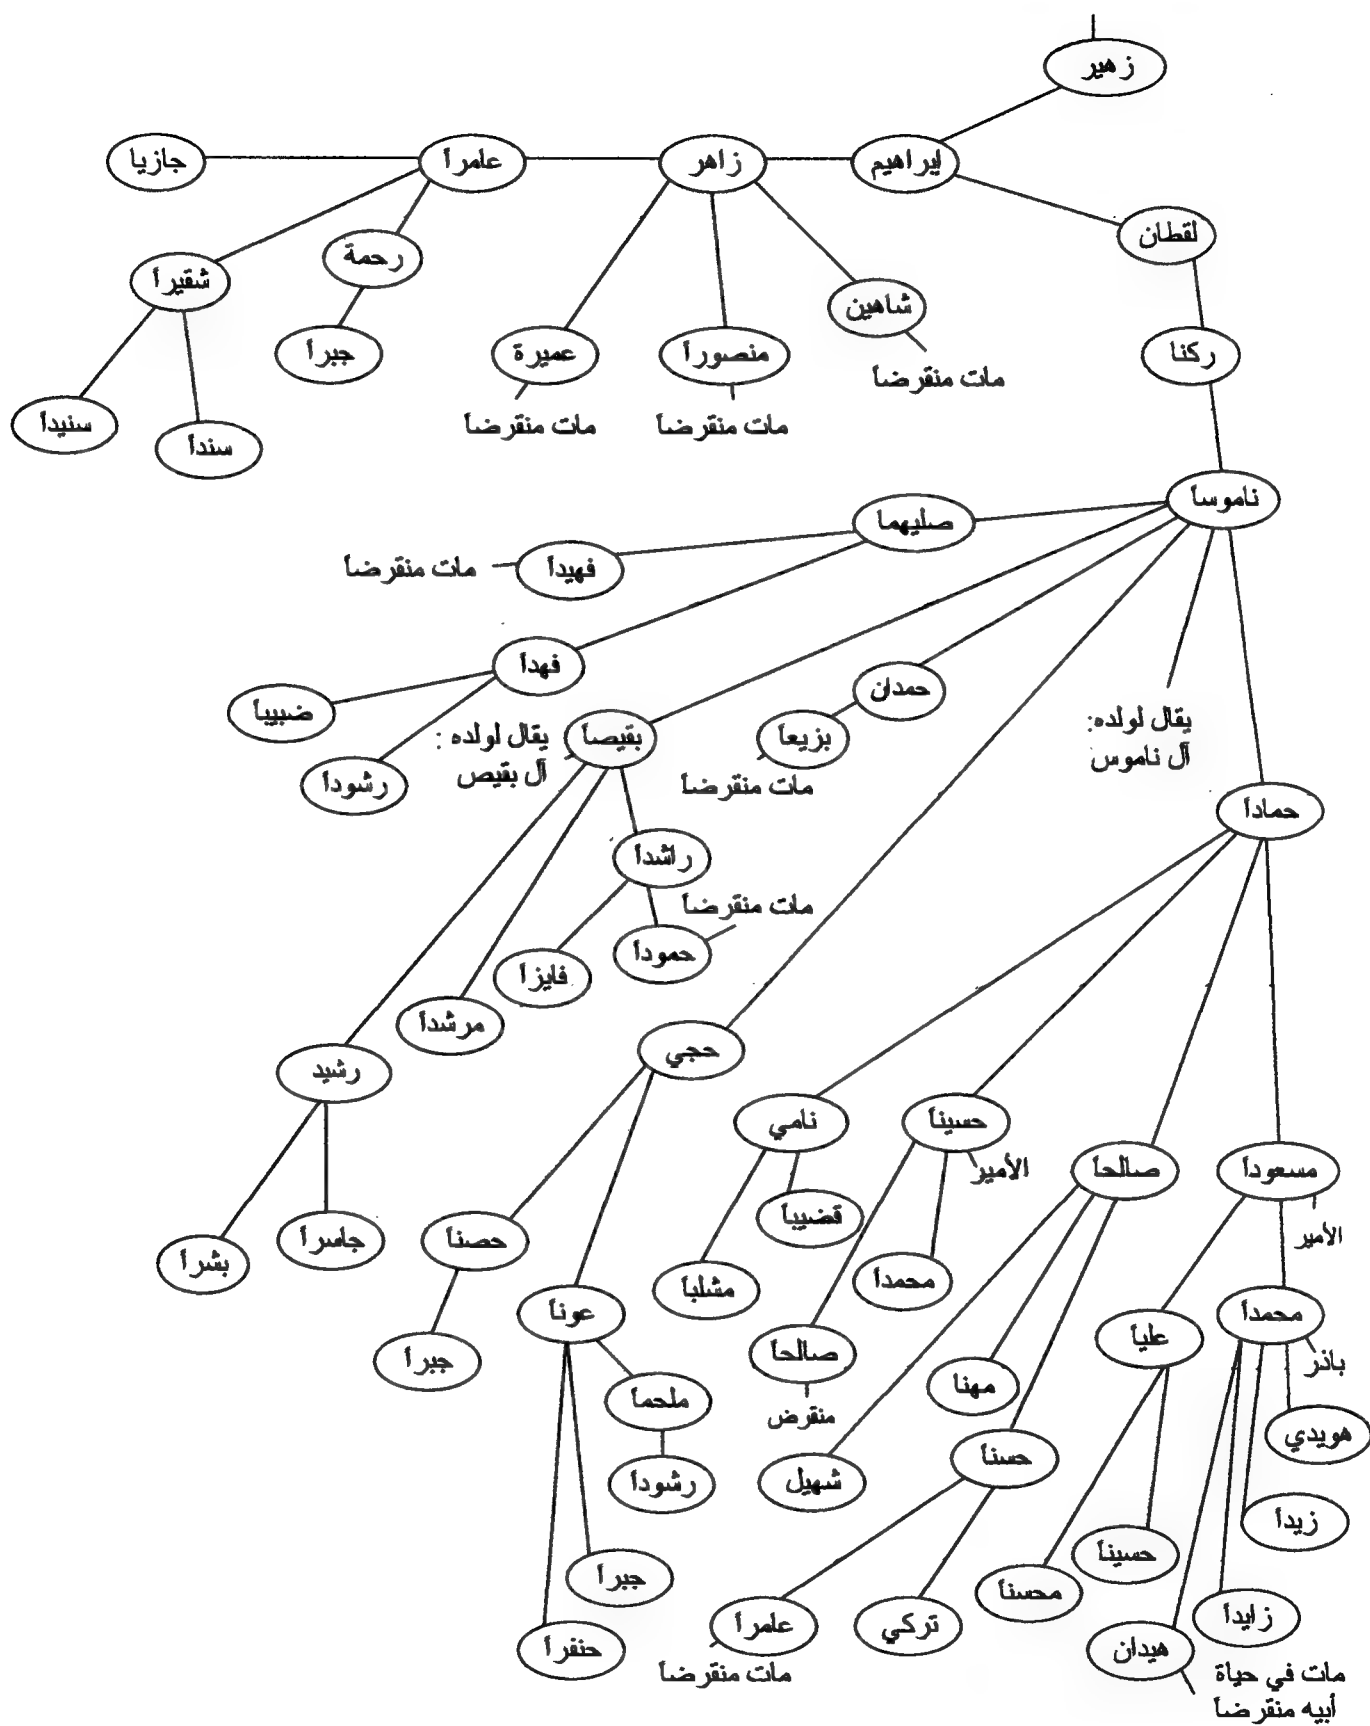 زهير
إيراهيم
زاهر
عامراً
جازيا
لقطان
رحمة
شقيراً
شاهين
مات منقرضاً
منصوراً
مات منقرضاً
عميرة
مات منقرضاً
جبراً
ركنا
سنيداً
سنداً
ناموساً
صليهما
فهيداً
مات منقرضاً
فهداً
ضبيباً
رشوداً
حمدان
بزيعاً
مات منقرضاً
بقيصاً
يقال لولده :
آل بقيص
يقال لولده:
آل ناموس
حماداً
راشداً
مات منقرضاً
حموداً
فايزاً
مرشداً
حجي
رشيد
نامي
حسيناً
الأمير
صالحاً
مسعوداً
الأمير
قضيباً
جاسراً
بشراً
حصناً
محمداً
مشلباً
عوناً
محمداً
باذر
علياً
صالحاً
منقرض
جبراً
مهنا
ملحماً
هويدي
حسناً
شهيل
رشوداً
زيداً
حسيناً
جبراً
محسناً
زايداً
عامراً
مات منقرضاً
تركي
حنفراً
هيدان
مات في حياة
أبيه منقرضاً